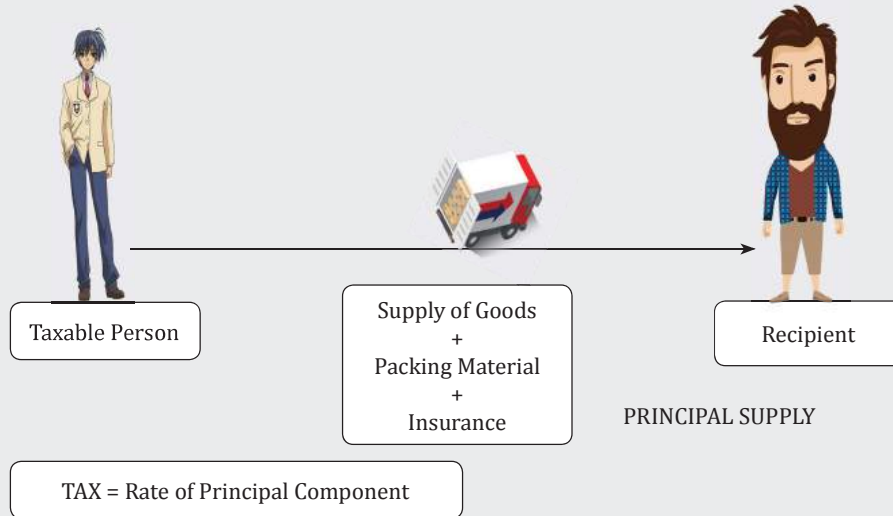 Taxable Person
Supply of Goods
+
Packing Material
+
Insurance
Recipient
PRINCIPAL SUPPLY
TAX = Rate of Principal Component